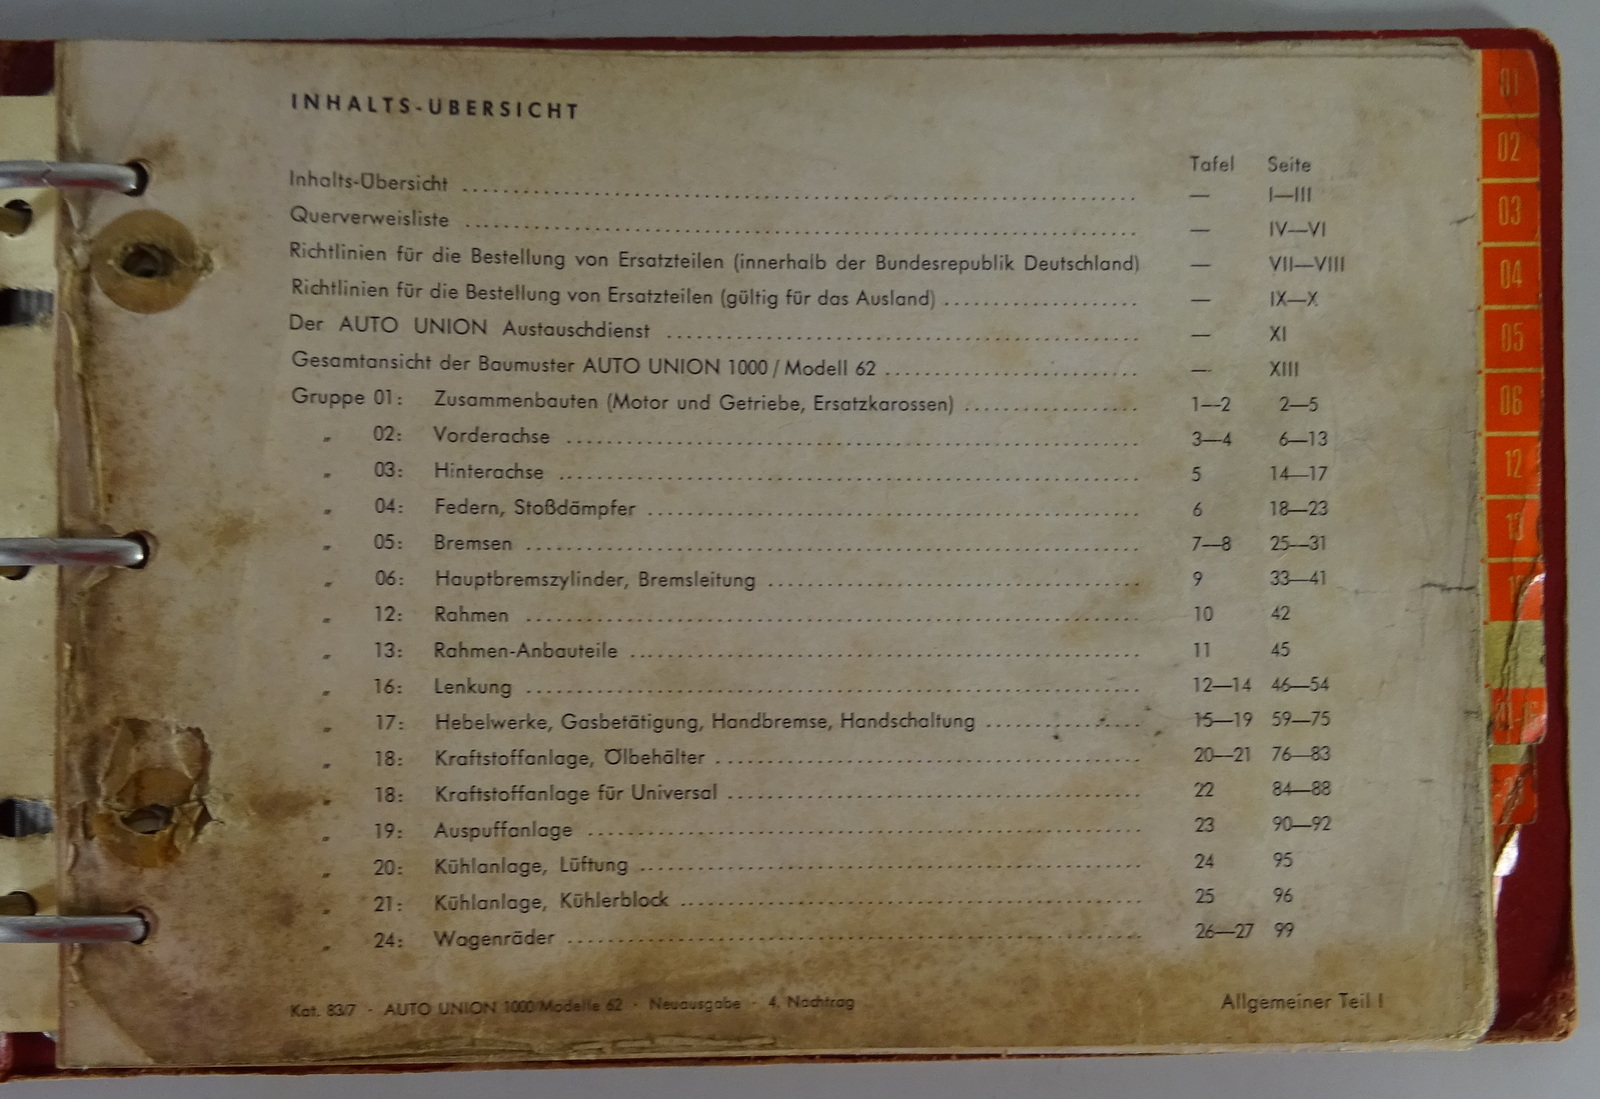 INHALTS-ÜBERSICHT
Tafel Seite
Inhalts-Übersicht — I—III
Querverweisliste — IV—VI
Richtlinien für die Bestellung von Ersatzteilen (innerhalb der Bundesrepublik Deutschland) — VII—VIII
Richtlinien für die Bestellung von Ersatzteilen (gültig für das Ausland) — IX—X
Der AUTO UNION Austauschdienst — XI
Gesamtansicht der Baumuster AUTO UNION 1000 / Modell 62 — XIII
Gruppe 01: Zusammenbauten (Motor und Getriebe, Ersatzkarossen) 1—2 2—5
„ 02: Vorderachse 3—4 6—13
„ 03: Hinterachse 5 14—17
„ 04: Federn, Stoßdämpfer 6 18—23
„ 05: Bremsen 7—8 25—31
„ 06: Hauptbremszylinder, Bremsleitung 9 33—41
„ 12: Rahmen 10 42
„ 13: Rahmen-Anbauteile 11 45
„ 16: Lenkung 12—14 46—54
„ 17: Hebelwerke, Gasbetätigung, Handbremse, Handschaltung 15—19 59—75
„ 18: Kraftstoffanlage, Ölbehälter 20—21 76—83
„ 18: Kraftstoffanlage für Universal 22 84—88
„ 19: Auspuffanlage 23 90—92
„ 20: Kühlanlage, Lüftung 24 95
„ 21: Kühlanlage, Kühlerblock 25 96
„ 24: Wagenräder 26—27 99
Kat. 83/7 - AUTO UNION 1000/Modelle 62 - Neuausgabe - 4. Nachtrag
Allgemeiner Teil I
01
02
03
04
05
06
12
13